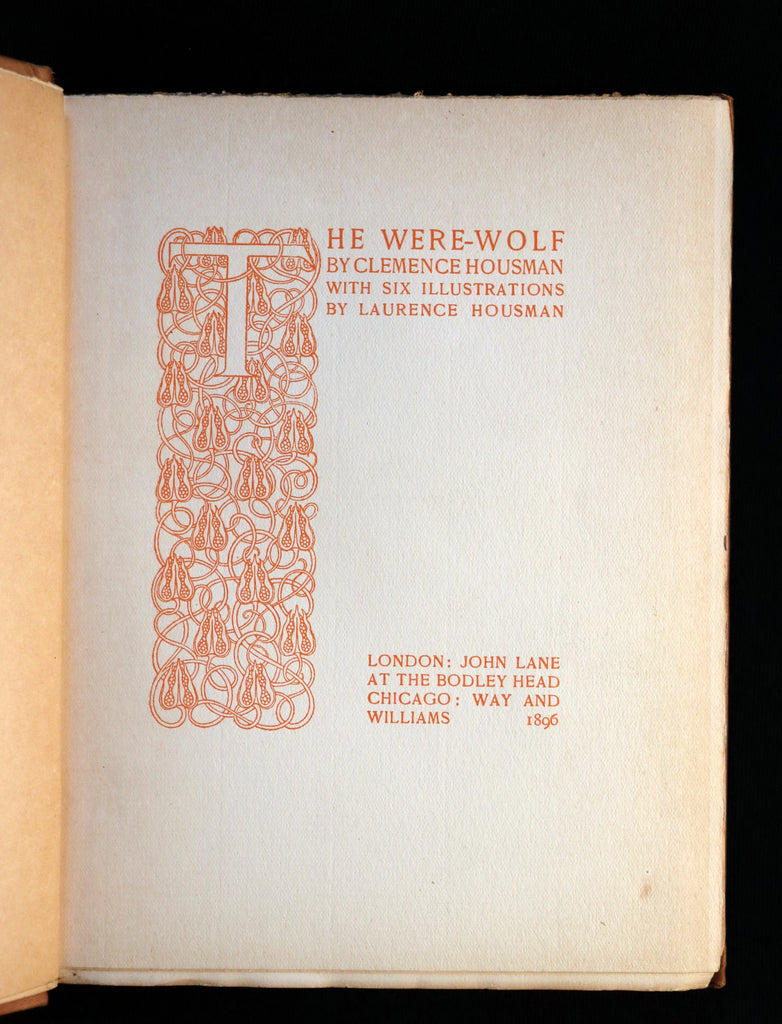 THE WERE-WOLF
BY CLEMENCE HOUSMAN
WITH SIX ILLUSTRATIONS
BY LAURENCE HOUSMAN
LONDON: JOHN LANE
AT THE BODLEY HEAD
CHICAGO: WAY AND
WILLIAMS 1896